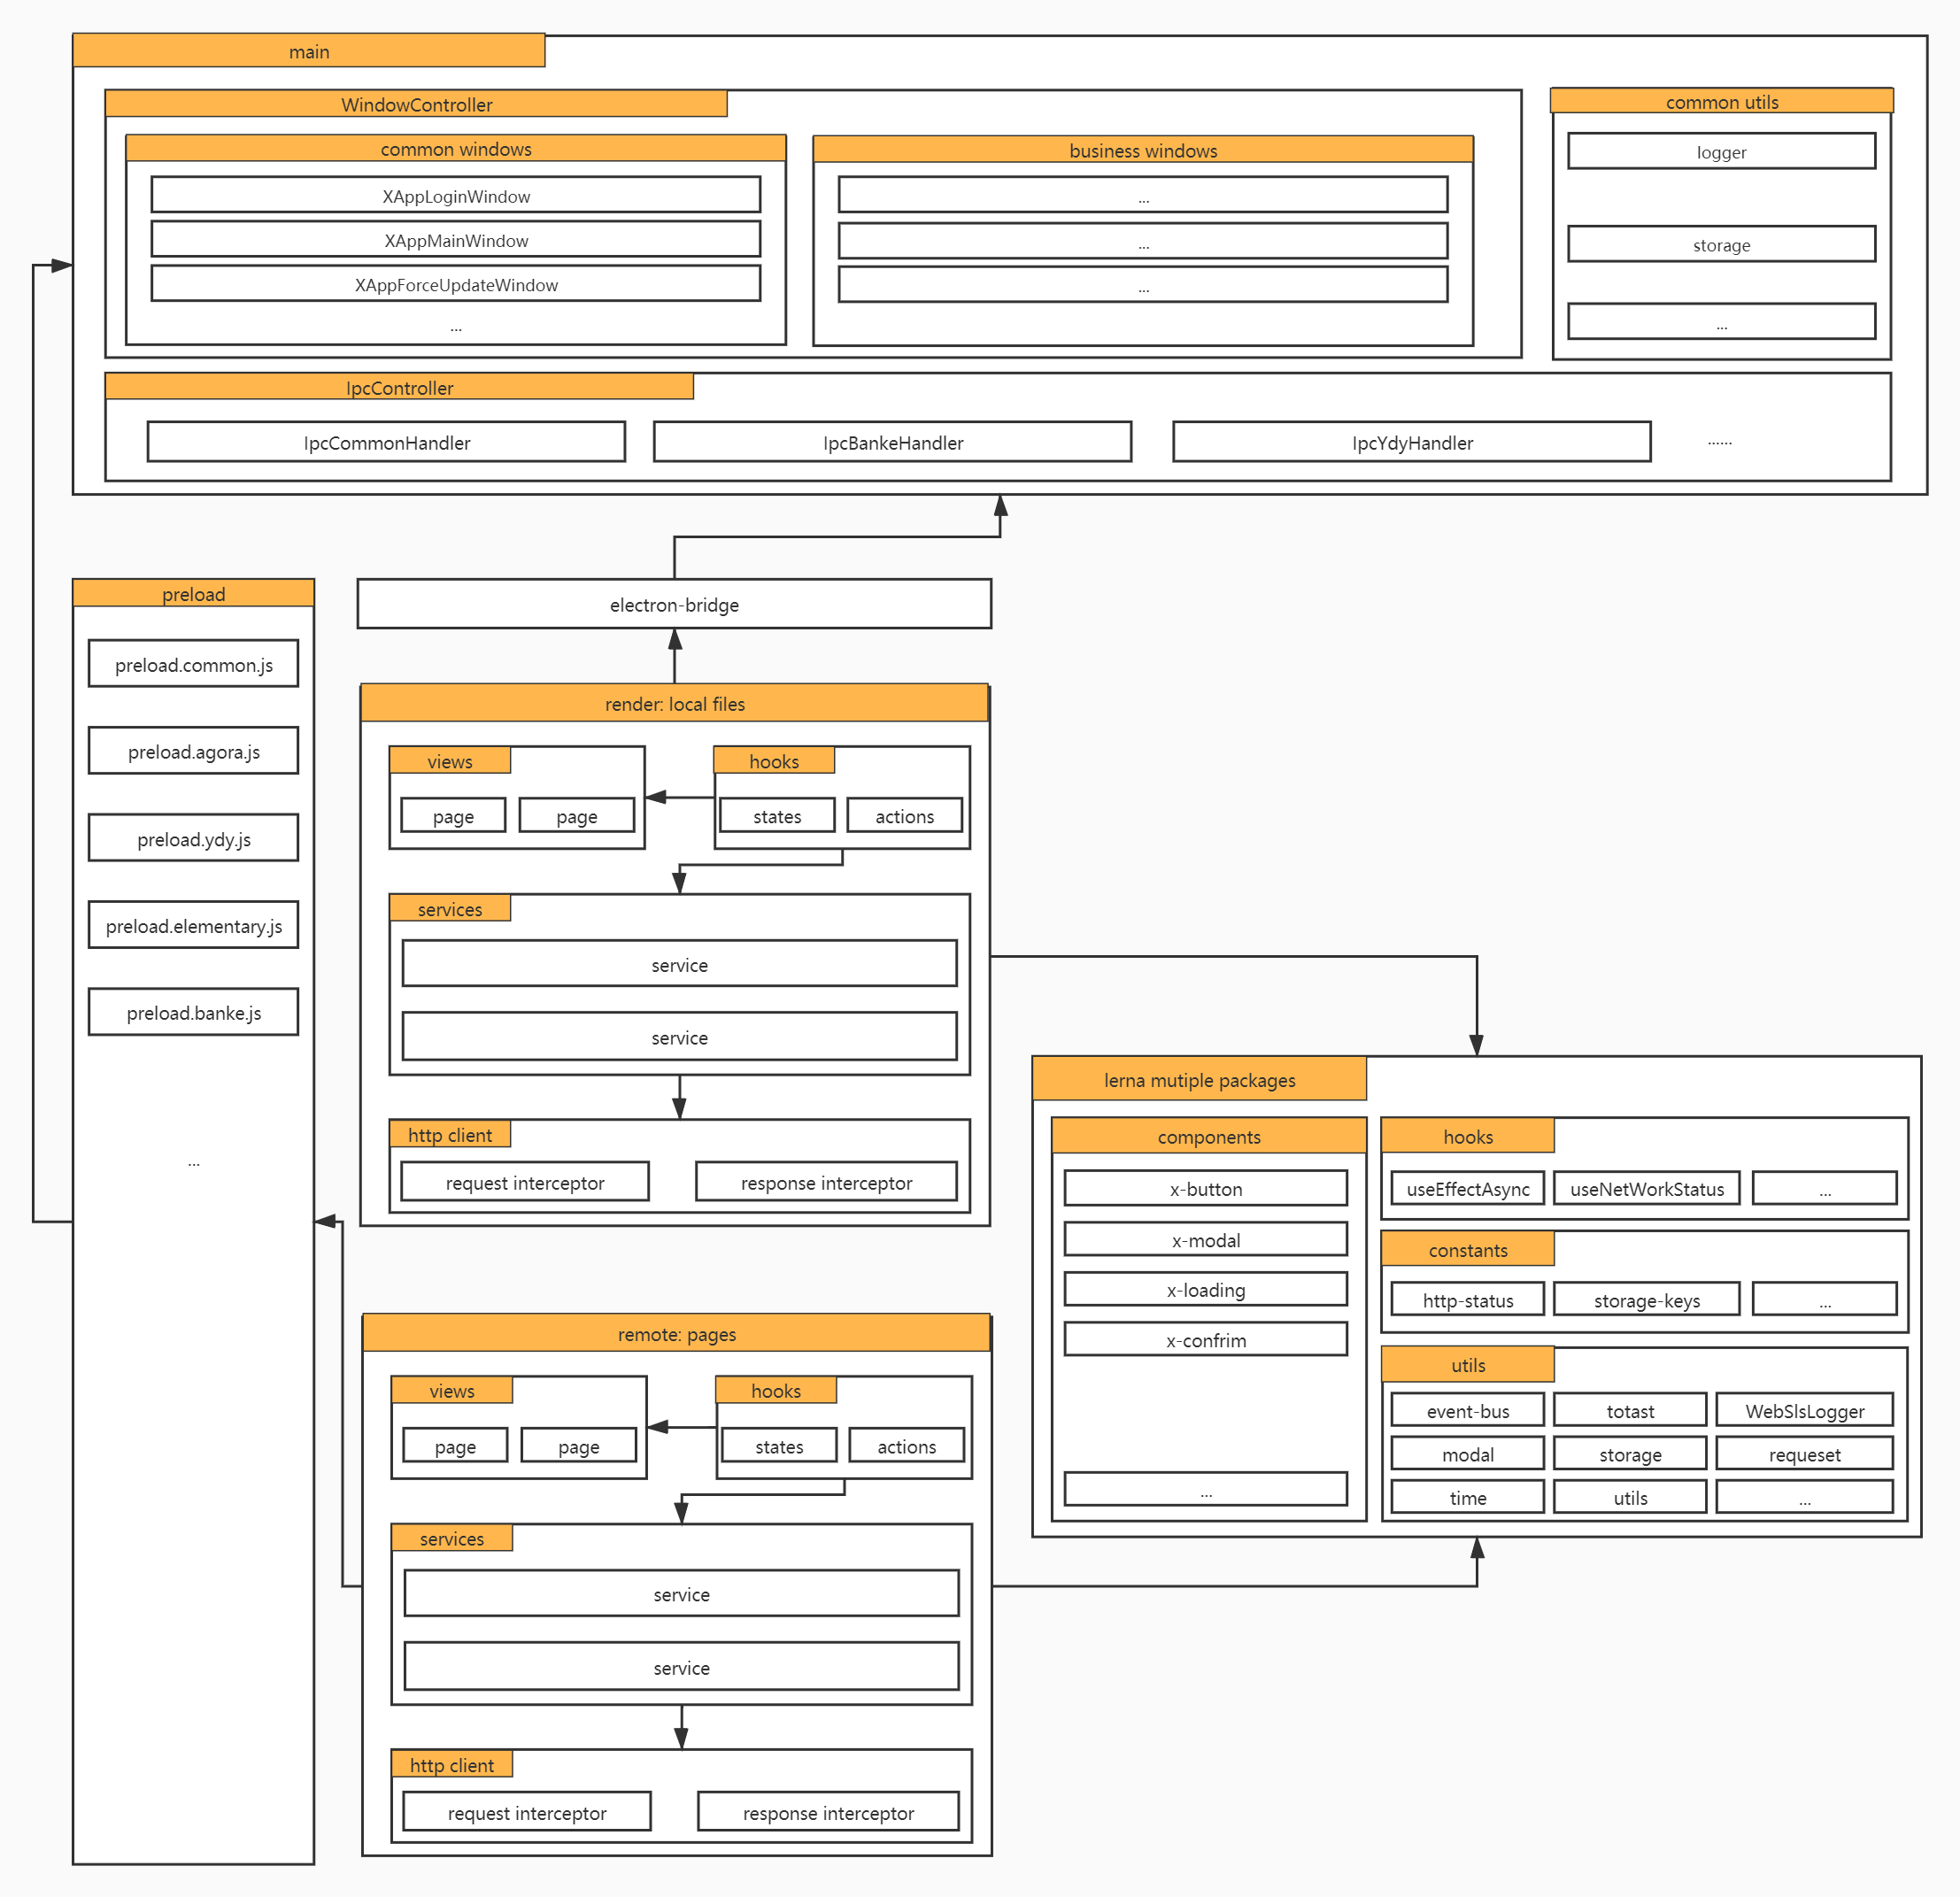 main
WindowController
common windows
XAppLoginWindow
XAppMainWindow
XAppForceUpdateWindow
...
business windows
...
...
...
common utils
logger
storage
...
IpcController
IpcCommonHandler
IpcBankeHandler
IpcYdyHandler
......
preload
preload.common.js
preload.agora.js
preload.ydy.js
preload.elementary.js
preload.banke.js
...
electron-bridge
render: local files
views
page
page
hooks
states
actions
services
service
service
http client
request interceptor
response interceptor
remote: pages
views
page
page
hooks
states
actions
services
service
service
http client
request interceptor
response interceptor
lerna mutiple packages
components
x-button
x-modal
x-loading
x-confrim
...
hooks
useEffectAsync
useNetWorkStatus
...
constants
http-status
storage-keys
...
utils
event-bus
totast
WebSlsLogger
modal
storage
requeset
time
utils
...